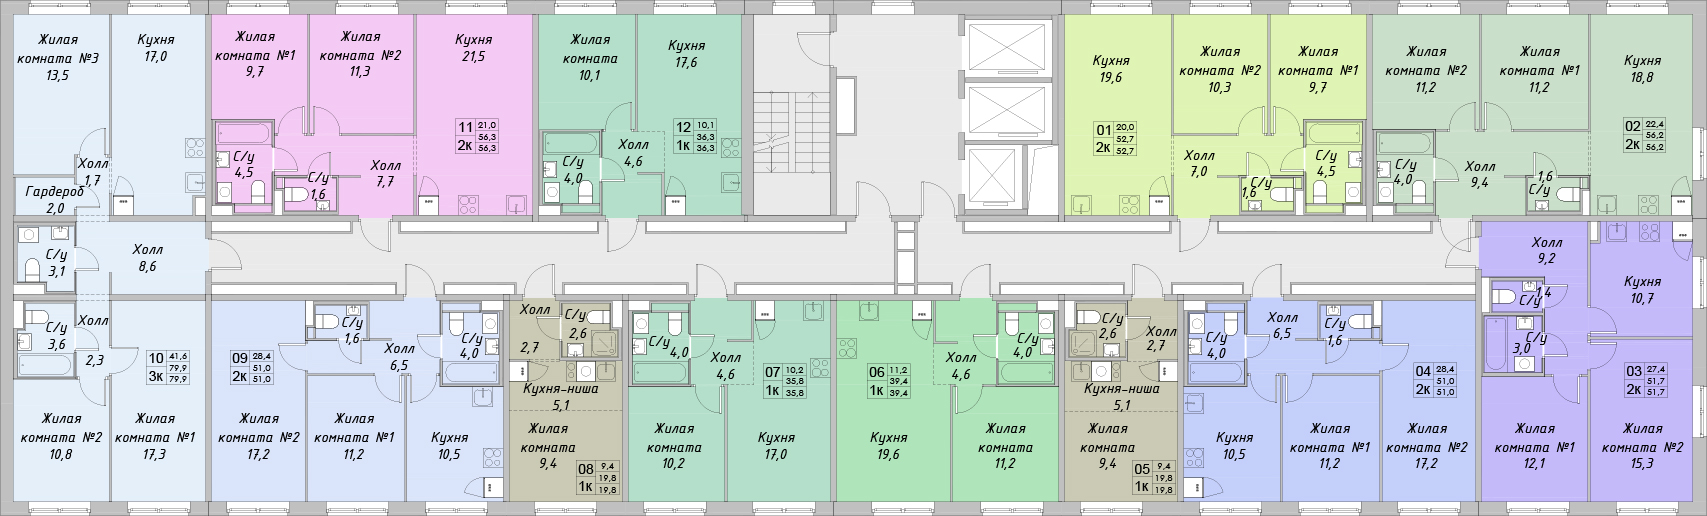 Жилая
комната №3
13,5
Кухня
17,0
Холл
1,7
Гардероб
2,0
С/у
3,1
Холл
8,6
С/у
3,6
Холл
2,3
10 41,6
3к 79,9
79,9
Жилая
комната №2
10,8
Жилая
комната №1
17,3
Жилая
комната №1
9,7
Жилая
комната №2
11,3
Кухня
21,5
11 21,0
2к 56,3
56,3
С/у
4,5
С/у
1,6
Холл
7,7
Жилая
комната
10,1
Кухня
17,6
12 10,1
1к 36,3
36,3
Холл
4,6
С/у
4,0
Кухня
19,6
Жилая
комната №2
10,3
Жилая
комната №1
9,7
01 20,0
2к 52,7
52,7
Холл
7,0
С/у
4,5
С/у
1,6
Жилая
комната №2
11,2
Жилая
комната №1
11,2
Кухня
18,8
02 22,4
2к 56,2
56,2
С/у
4,0
Холл
9,4
1,6
С/у
09 28,4
2к 51,0
51,0
С/у
1,6
Холл
6,5
С/у
4,0
Жилая
комната №2
17,2
Жилая
комната №1
11,2
Кухня
10,5
Холл
2,7
С/у
2,6
Кухня-ниша
5,1
Жилая
комната
9,4
08 9,4
1к 19,8
19,8
С/у
4,0
Холл
4,6
07 10,2
1к 35,8
35,8
Жилая
комната
10,2
Кухня
17,0
06 11,2
1к 39,4
39,4
Холл
4,6
С/у
4,0
Кухня
19,6
Жилая
комната
11,2
С/у
2,6
Холл
2,7
Кухня-ниша
5,1
Жилая
комната
9,4
05 9,4
1к 19,8
19,8
С/у
4,0
Холл
6,5
С/у
1,6
04 28,4
2к 51,0
51,0
Кухня
10,5
Жилая
комната №1
11,2
Жилая
комната №2
17,2
Холл
9,2
Кухня
10,7
1,4
С/у
С/у
3,0
03 27,4
2к 51,7
51,7
Жилая
комната №1
12,1
Жилая
комната №2
15,3